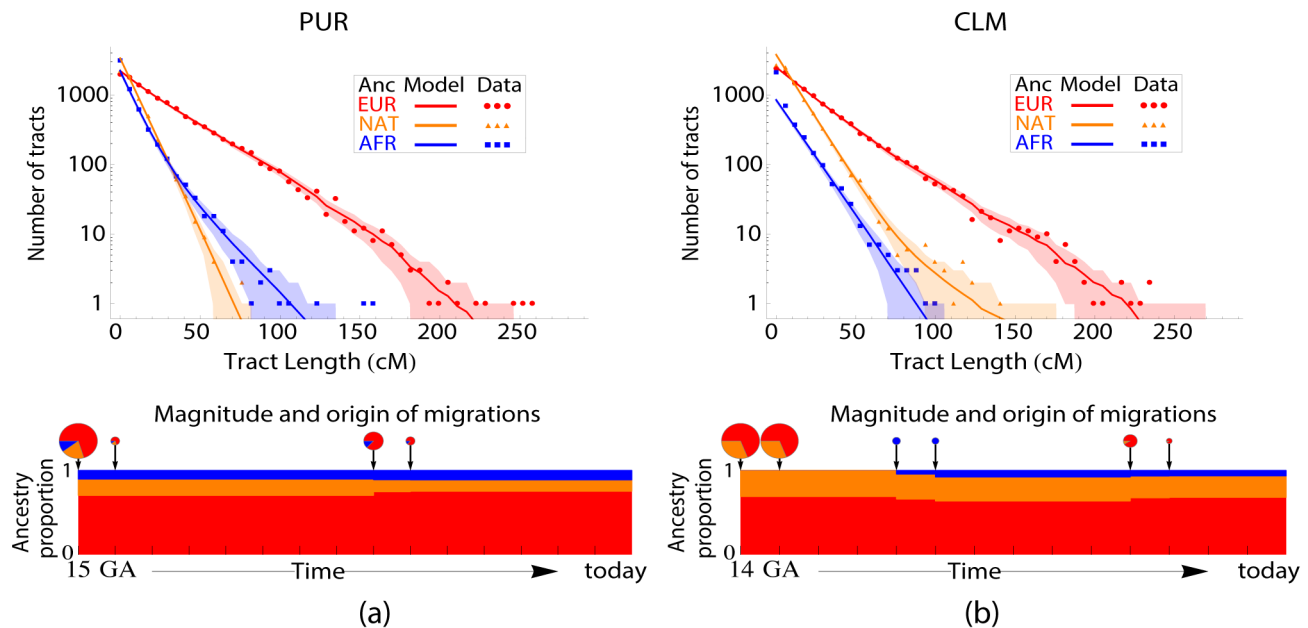 PUR
Anc Model Data
EUR
NAT
AFR
Number of tracts
1000
100
10
1
0 50 100 150 200 250
Tract Length (cM)
Magnitude and origin of migrations
Ancestry
proportion
1
0
15 GA Time today
(a)
CLM
Anc Model Data
EUR
NAT
AFR
Number of tracts
1000
100
10
1
0 50 100 150 200 250
Tract Length (cM)
Magnitude and origin of migrations
Ancestry
proportion
1
0
14 GA Time today
(b)